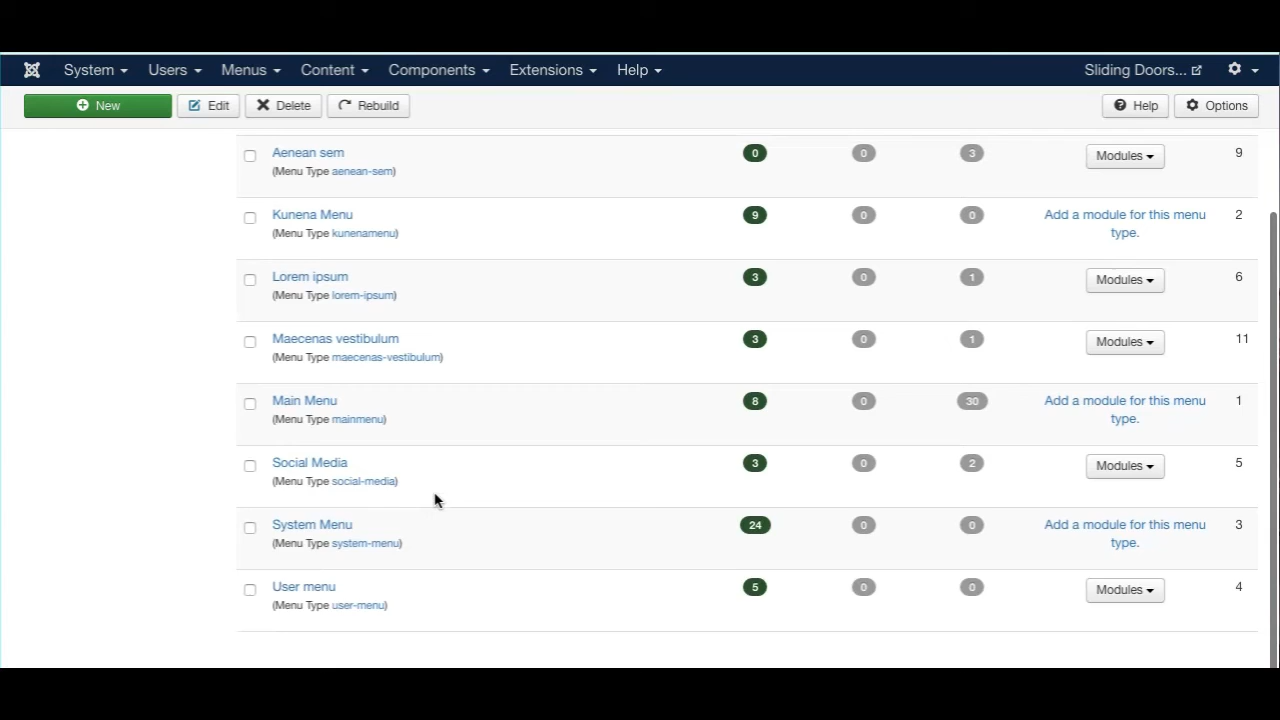 System Users Menus Content Components Extensions Help Sliding Doors...
New Edit Delete Rebuild Help Options
Aenean sem 0 0 3 Modules 9
(Menu Type aenean-sem)
Kunena Menu 9 0 0 Add a module for this menu type. 2
(Menu Type kunenamenu)
Lorem ipsum 3 0 1 Modules 6
(Menu Type lorem-ipsum)
Maecenas vestibulum 3 0 1 Modules 11
(Menu Type maecenas-vestibulum)
Main Menu 8 0 30 Add a module for this menu type. 1
(Menu Type mainmenu)
Social Media 3 0 2 Modules 5
(Menu Type social-media)
System Menu 24 0 0 Add a module for this menu type. 3
(Menu Type system-menu)
User menu 5 0 0 Modules 4
(Menu Type user-menu)